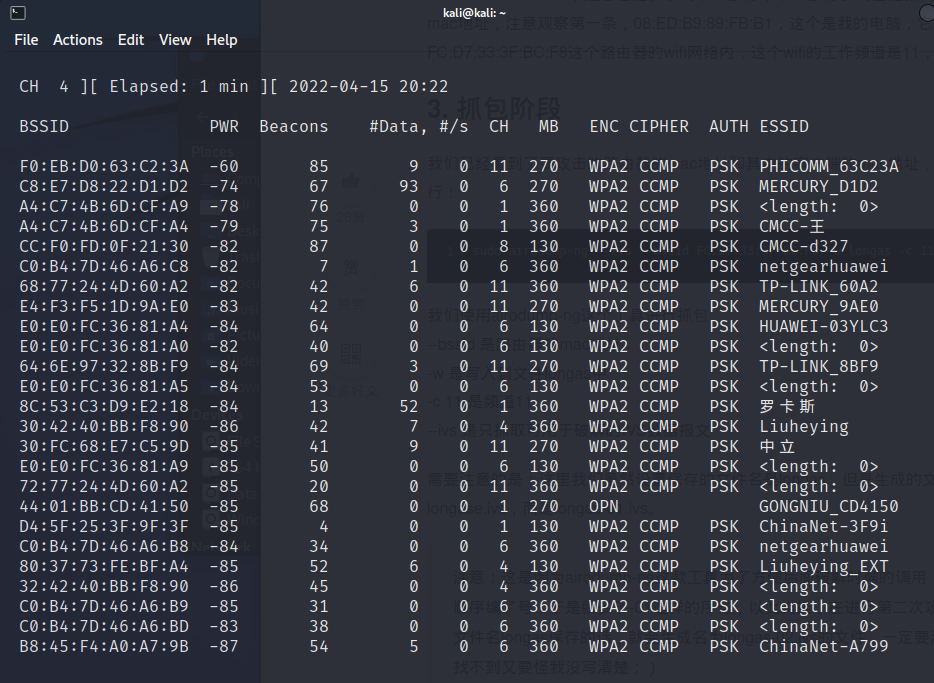 kali@kali: ~
File Actions Edit View Help
CH 4 ][ Elapsed: 1 min ][ 2022-04-15 20:22
3. 抓包阶段
BSSID PWR Beacons #Data, #/s CH MB ENC CIPHER AUTH ESSID
F0:EB:D0:63:C2:3A -60 85 9 0 11 270 WPA2 CCMP PSK PHICOMM_63C23A
C8:E7:D8:22:D1:D2 -74 67 93 0 6 270 WPA2 CCMP PSK MERCURY_D1D2
A4:C7:4B:6D:CF:A9 -78 76 0 0 1 360 WPA2 CCMP PSK <length: 0>
A4:C7:4B:6D:CF:A4 -79 75 3 0 1 360 WPA2 CCMP PSK CMCC-王
CC:F0:FD:0F:21:30 -82 87 0 0 8 130 WPA2 CCMP PSK CMCC-d327
C0:B4:7D:46:A6:C8 -82 7 1 0 6 360 WPA2 CCMP PSK netgearhuawei
68:77:24:4D:60:A2 -82 42 6 0 11 360 WPA2 CCMP PSK TP-LINK_60A2
E4:F3:F5:1D:9A:E0 -83 42 0 0 11 270 WPA2 CCMP PSK MERCURY_9AE0
E0:E0:FC:36:81:A4 -84 64 0 0 6 130 WPA2 CCMP PSK HUAWEI-03YLC3
E0:E0:FC:36:81:A0 -82 40 0 0 6 130 WPA2 CCMP PSK <length: 0>
64:6E:97:32:8B:F9 -84 69 3 0 11 270 WPA2 CCMP PSK TP-LINK_8BF9
E0:E0:FC:36:81:A5 -84 53 0 0 6 130 WPA2 CCMP PSK <length: 0>
8C:53:C3:D9:E2:18 -84 13 52 0 1 360 WPA2 CCMP PSK 罗卡斯
30:42:40:BB:F8:90 -86 42 7 0 4 360 WPA2 CCMP PSK Liuheying
30:FC:68:E7:C5:9D -85 41 9 0 11 270 WPA2 CCMP PSK 中立
E0:E0:FC:36:81:A9 -85 50 0 0 6 130 WPA2 CCMP PSK <length: 0>
72:77:24:4D:60:A2 -85 20 0 0 11 360 WPA2 CCMP PSK <length: 0>
44:01:BB:CD:41:50 -85 68 0 0 1 270 OPN GONGNIU_CD4150
D4:5F:25:3F:9F:3F -85 4 0 0 1 130 WPA2 CCMP PSK ChinaNet-3F9i
C0:B4:7D:46:A6:B8 -84 34 0 0 6 360 WPA2 CCMP PSK netgearhuawei
80:37:73:FE:BF:A4 -85 52 6 0 4 130 WPA2 CCMP PSK Liuheying_EXT
32:42:40:BB:F8:90 -86 45 0 0 4 360 WPA2 CCMP PSK <length: 0>
C0:B4:7D:46:A6:B9 -85 31 0 0 6 360 WPA2 CCMP PSK <length: 0>
C0:B4:7D:46:A6:BD -83 38 0 0 6 360 WPA2 CCMP PSK <length: 0>
B8:45:F4:A0:A7:9B -87 54 5 0 6 360 WPA2 CCMP PSK ChinaNet-A799